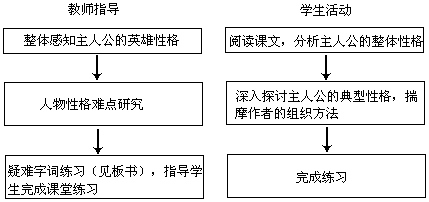 教师指导
学生活动
整体感知主人公的英雄性格
阅读课文，分析主人公的整体性格
人物性格难点研究
深入探讨主人公的典型性格，揣
摩作者的组织方法
疑难字词练习（见板书），指导学
生完成课堂练习
完成练习